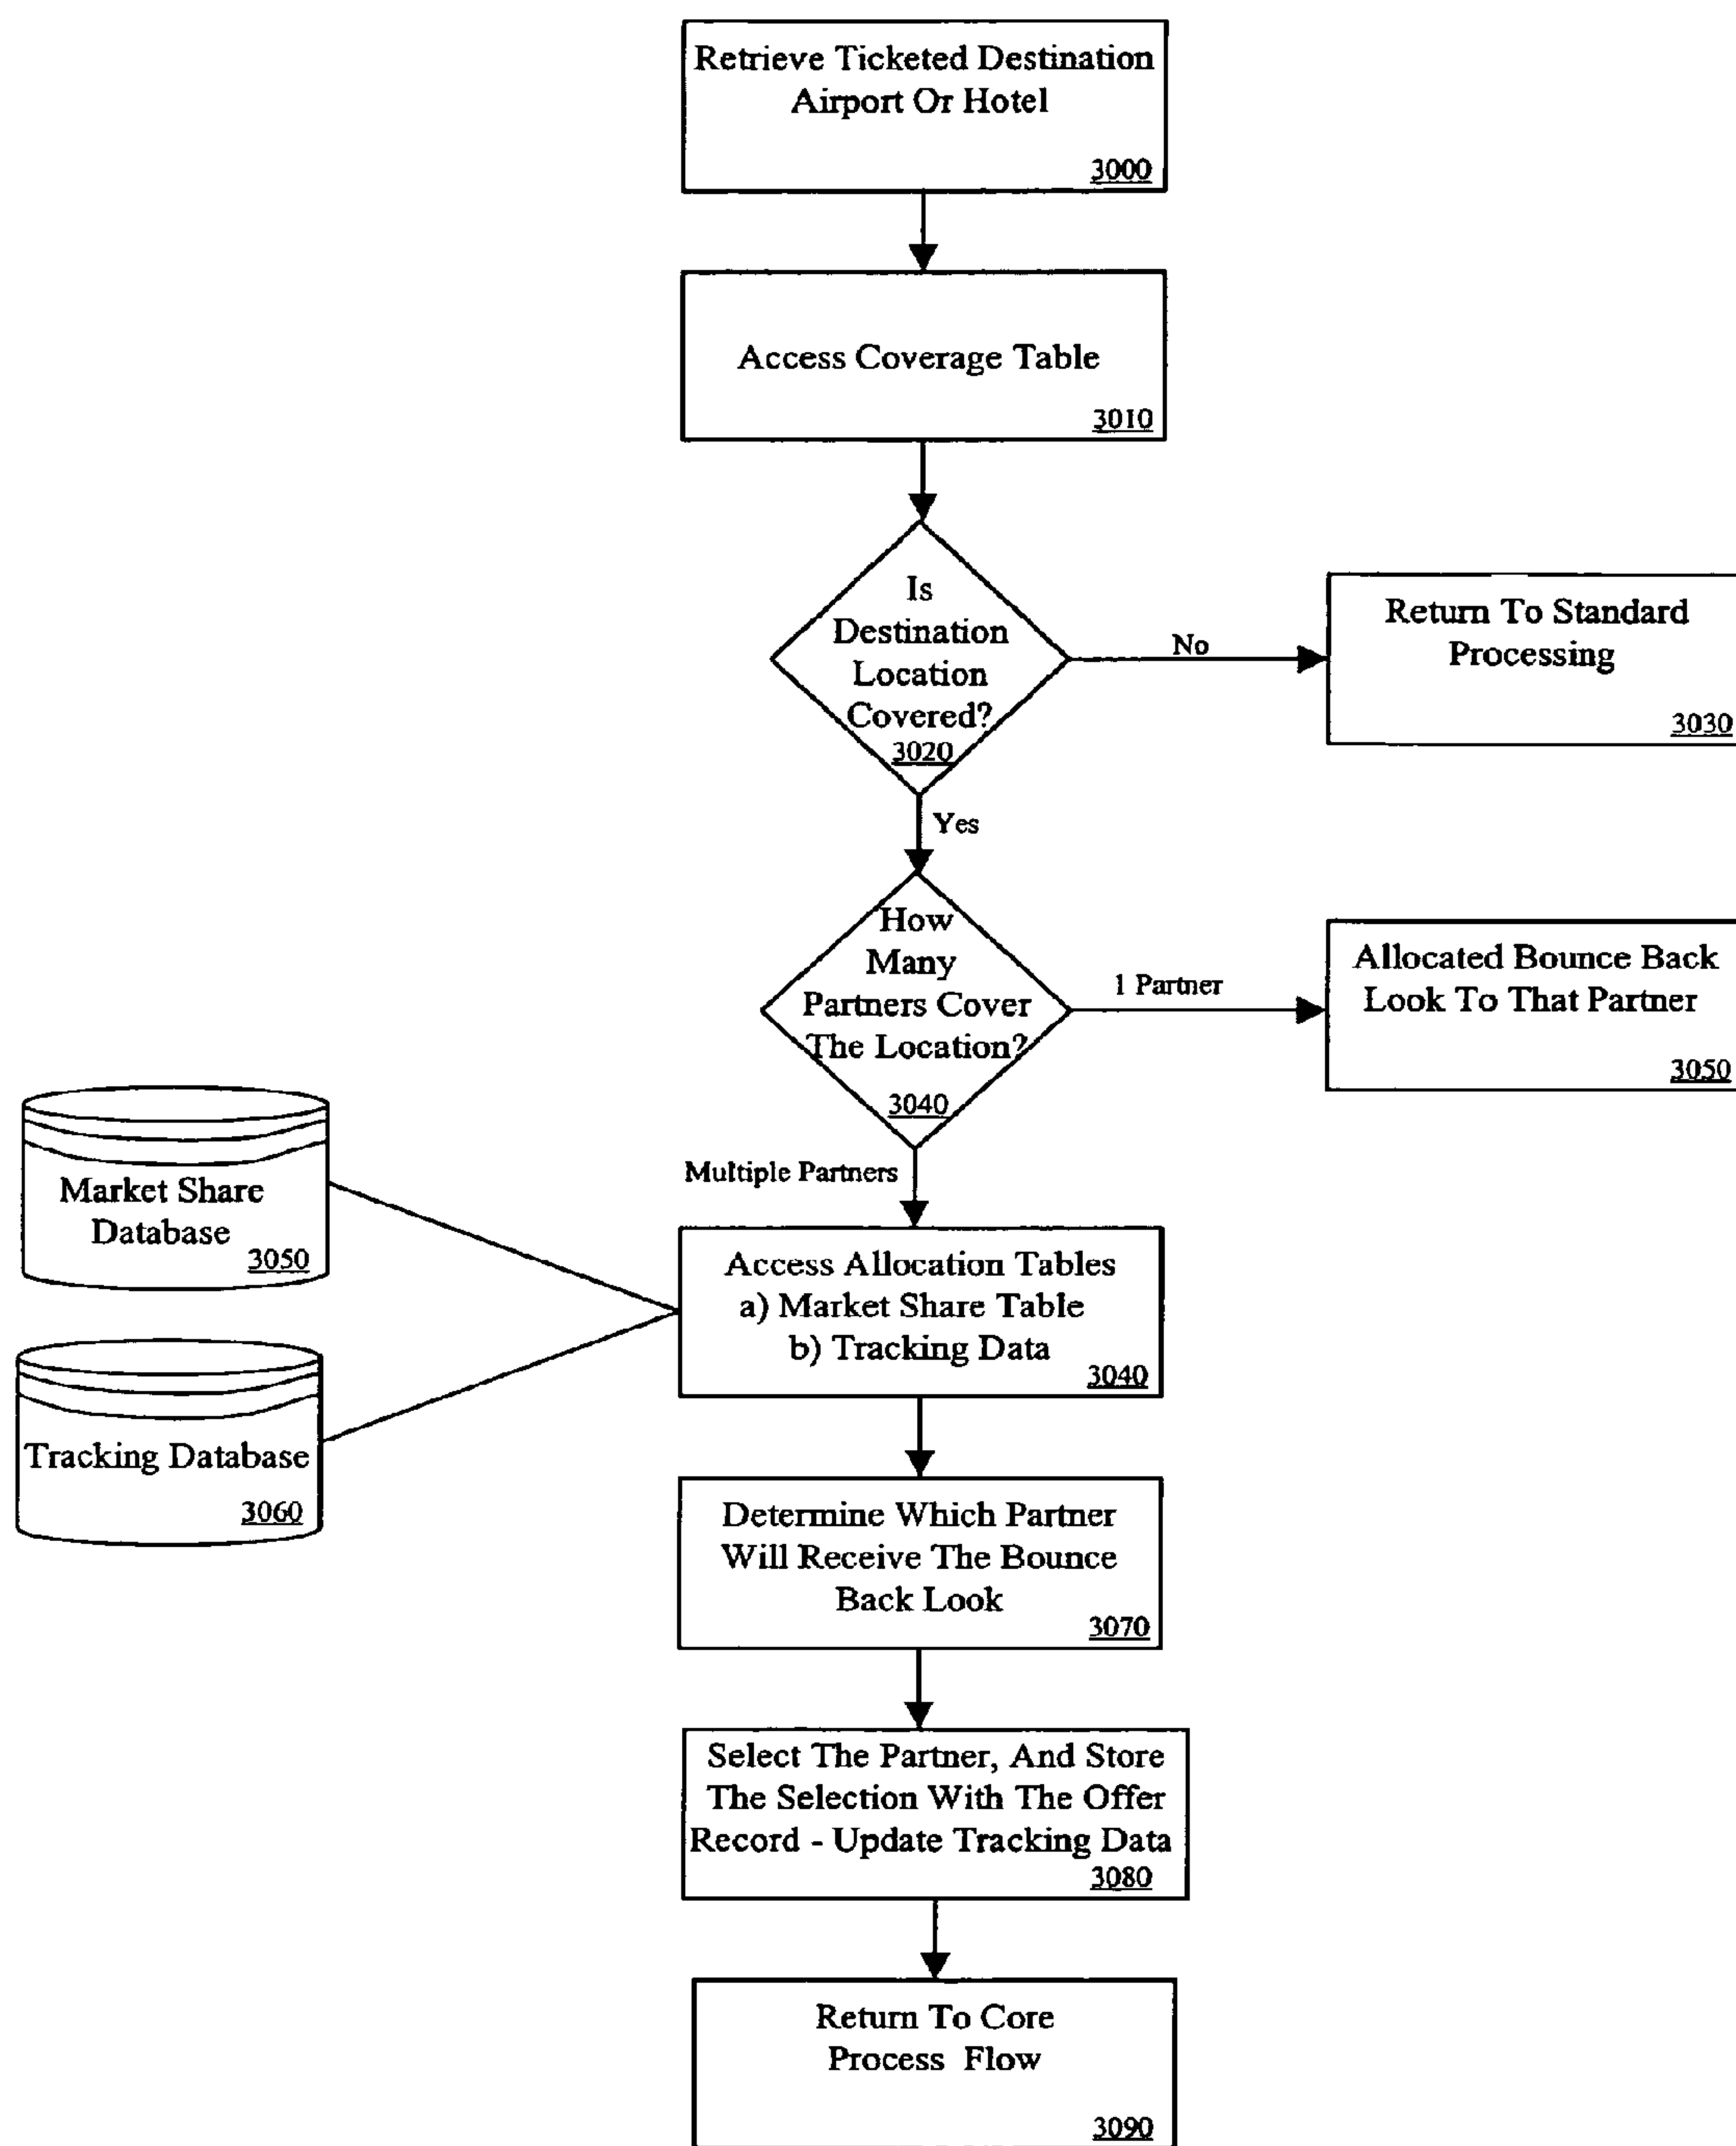 Retrieve Ticketed Destination
Airport Or Hotel
3000
Access Coverage Table
3010
Is
Destination
Location
Covered?
3020
No
Return To Standard
Processing
3030
Yes
How
Many
Partners Cover
The Location?
3040
1 Partner
Allocated Bounce Back
Look To That Partner
3050
Multiple Partners
Market Share
Database
3050
Tracking Database
3060
Access Allocation Tables
a) Market Share Table
b) Tracking Data
3040
Determine Which Partner
Will Receive The Bounce
Back Look
3070
Select The Partner, And Store
The Selection With The Offer
Record - Update Tracking Data
3080
Return To Core
Process Flow
3090